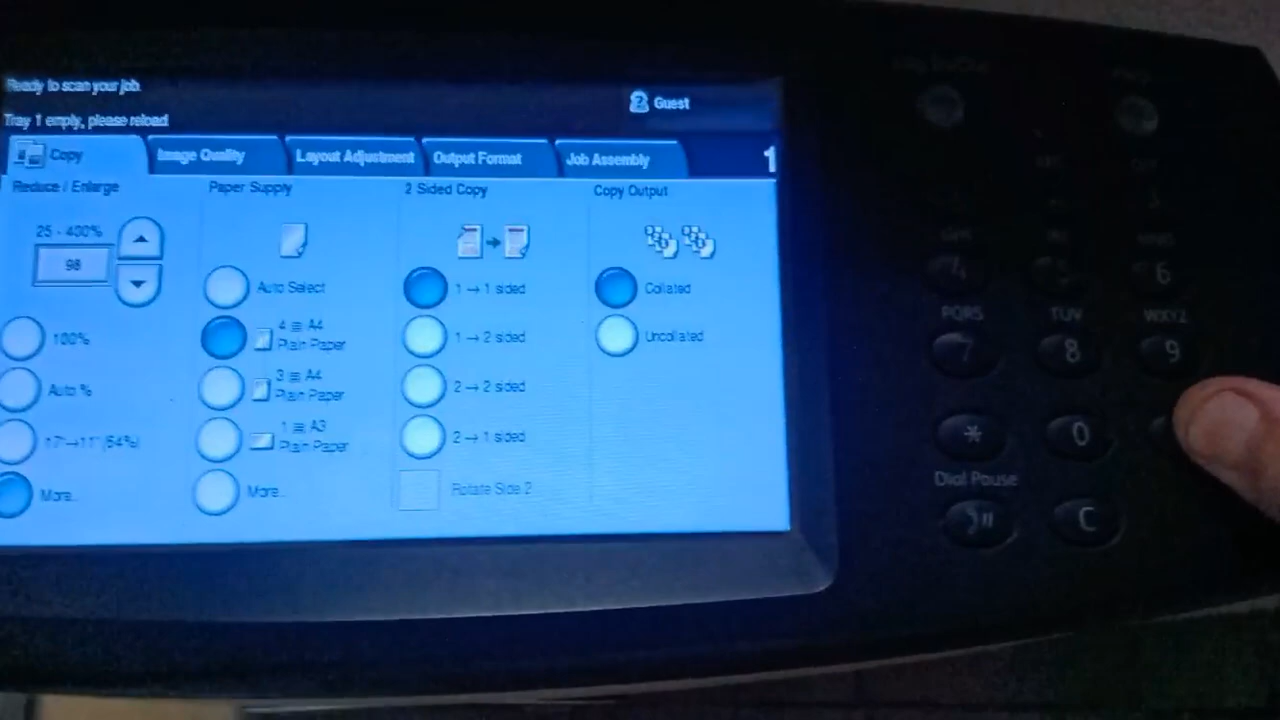 Ready to scan your job.
Guest
Tray 1 empty, please reload
Copy
Image Quality
Layout Adjustment
Output Format
Job Assembly
1
Reduce / Enlarge
Paper Supply
2 Sided Copy
Copy Output
25 - 400%
98
100%
Auto %
More...
Auto Select
4 A4
Plain Paper
3 A4
Plain Paper
1 A3
Plain Paper
More...
1 → 1 sided
1 → 2 sided
2 → 2 sided
2 → 1 sided
Rotate Side 2
Collated
Uncollated
4
6
PQRS
TUV
WXYZ
7
8
9
*
0
Dial Pause
C